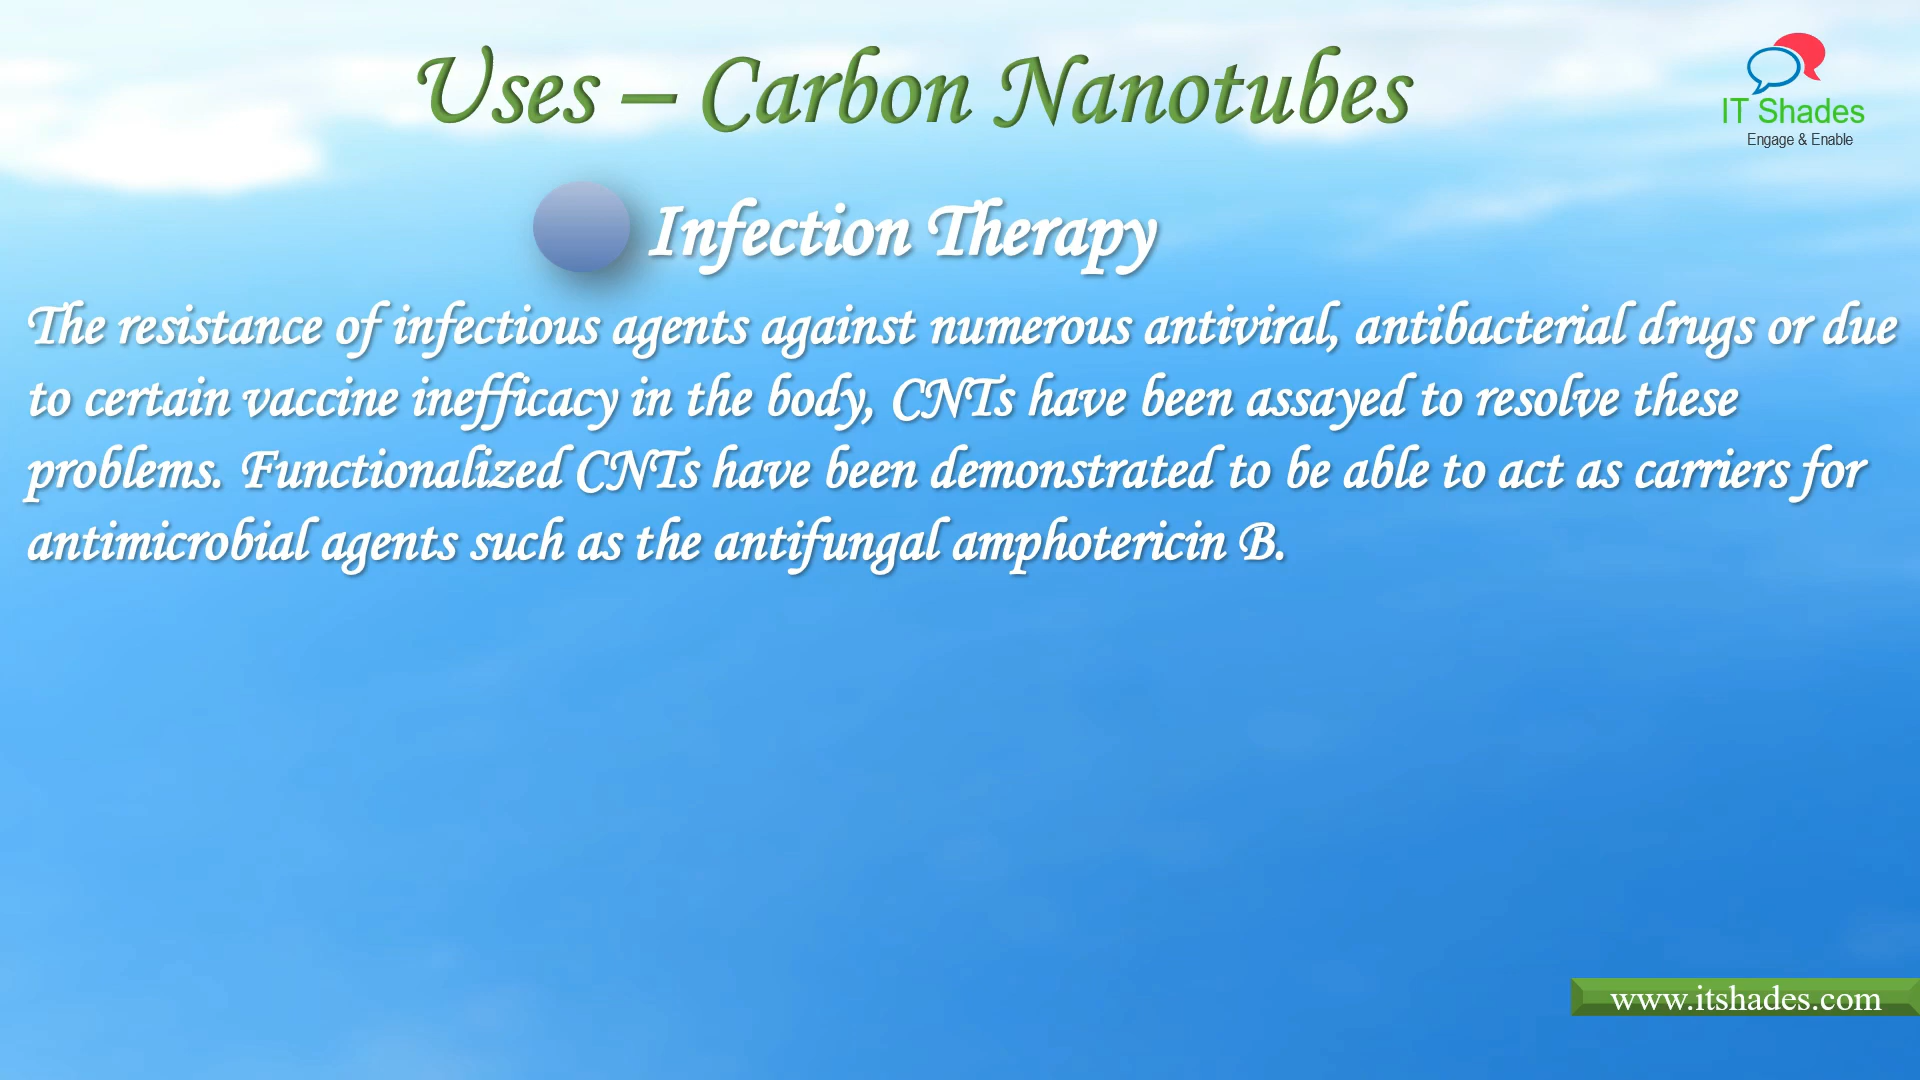 Uses – Carbon Nanotubes
IT Shades
Engage & Enable
Infection Therapy
The resistance of infectious agents against numerous antiviral, antibacterial drugs or due
to certain vaccine inefficacy in the body, CNTs have been assayed to resolve these
problems. Functionalized CNTs have been demonstrated to be able to act as carriers for
antimicrobial agents such as the antifungal amphotericin B.
www.itshades.com